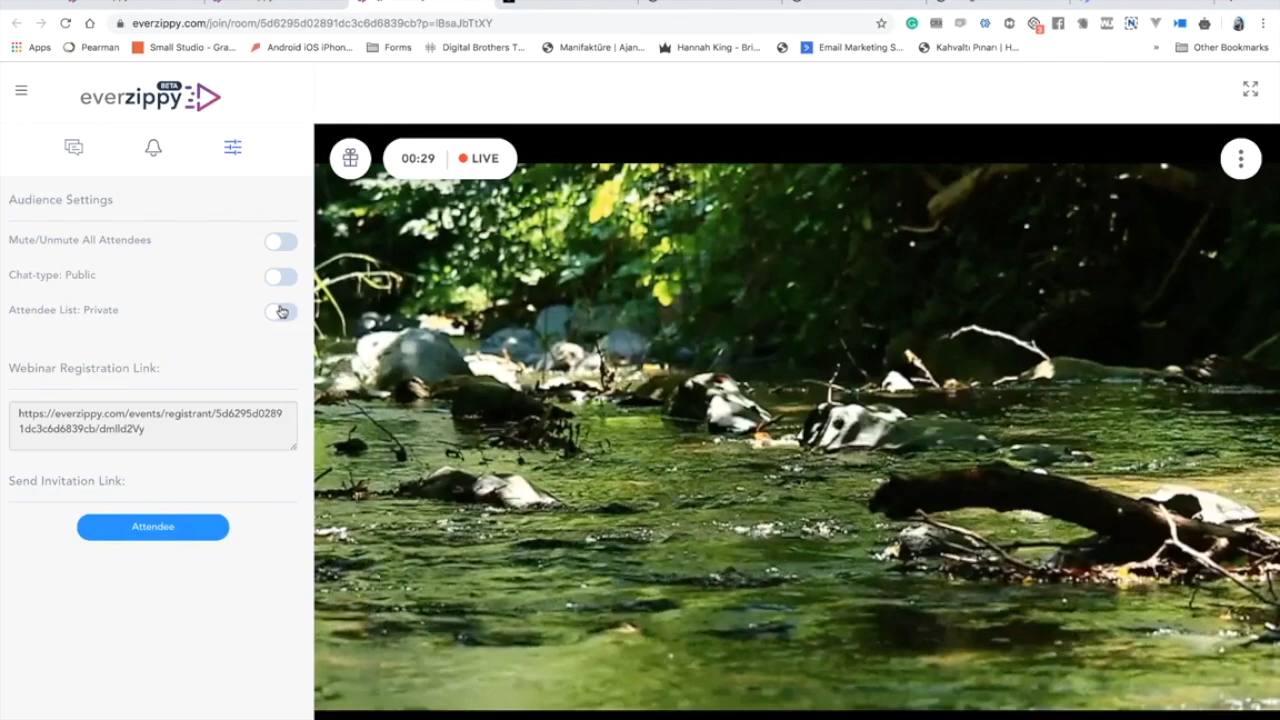 everzippy.com/join/room/5d6295d02891dc3c6d6839cb?p=IBsaJbTtXY
3
Apps
Pearman
Small Studio - Gra...
Android iOS iPhon...
Forms
Digital Brothers T...
Manifaktüre | Ajan...
Hannah King - Bri...
Email Marketing S...
Kahvaltı Pınarı | H...
»
Other Bookmarks
BETA
everzippy
00:29
LIVE
Audience Settings
Mute/Unmute All Attendees
Chat-type: Public
Attendee List: Private
Webinar Registration Link:
https://everzippy.com/events/registrant/5d6295d0289
1dc3c6d6839cb/dmlld2Vy
Send Invitation Link:
Attendee